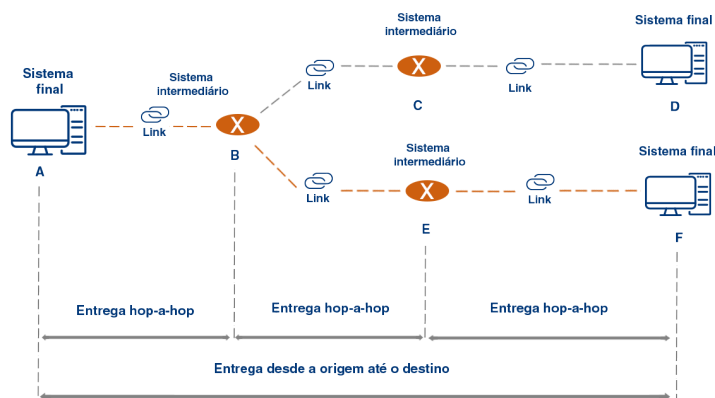 Sistema final
Sistema
intermediário
Link
X
C
Link
D
Sistema
final
A
Link
Sistema
intermediário
X
B
Link
Sistema
intermediário
X
E
Link
Sistema final
F
Entrega hop-a-hop
Entrega hop-a-hop
Entrega hop-a-hop
Entrega desde a origem até o destino